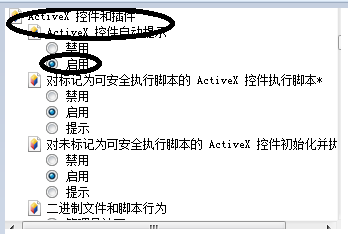 ActiveX 控件和插件
ActiveX 控件自动提示
禁用
启用
对标记为可安全执行脚本的 ActiveX 控件执行脚本*
禁用
启用
提示
对未标记为可安全执行脚本的 ActiveX 控件初始化并执
禁用
启用
提示
二进制文件和脚本行为